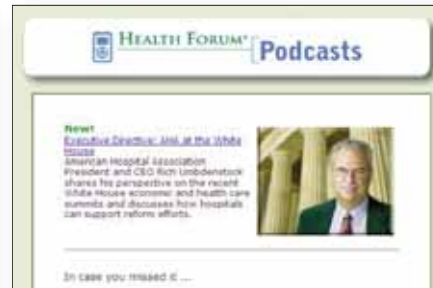 HEALTH FORUM Podcasts
New!
Executive Directive: AHA at the White
House
American Hospital Association
President and CEO Rich Umbdenstock
shares his perspective on the recent
White House economic and health care
summits and discusses how hospitals
can support reform efforts.
In case you missed it ...